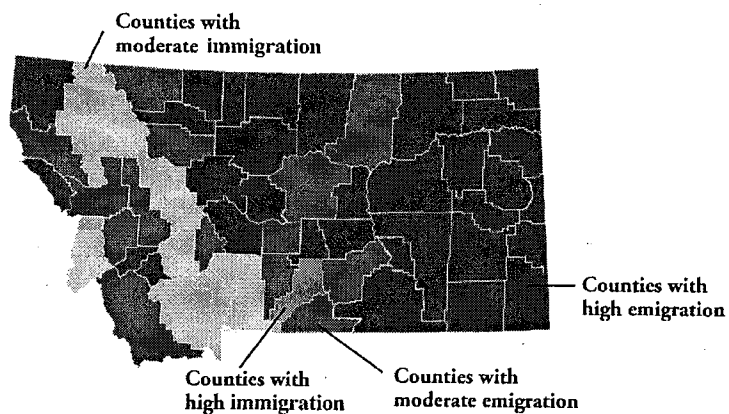 Counties with
moderate immigration
Counties with
high emigration
Counties with
high immigration
Counties with
moderate emigration